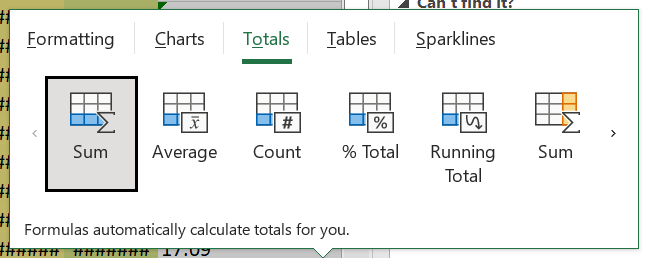 Can't find it?
Formatting Charts Totals Tables Sparklines
Sum Average Count % Total Running Total Sum
Formulas automatically calculate totals for you.
###### ####### 17.09